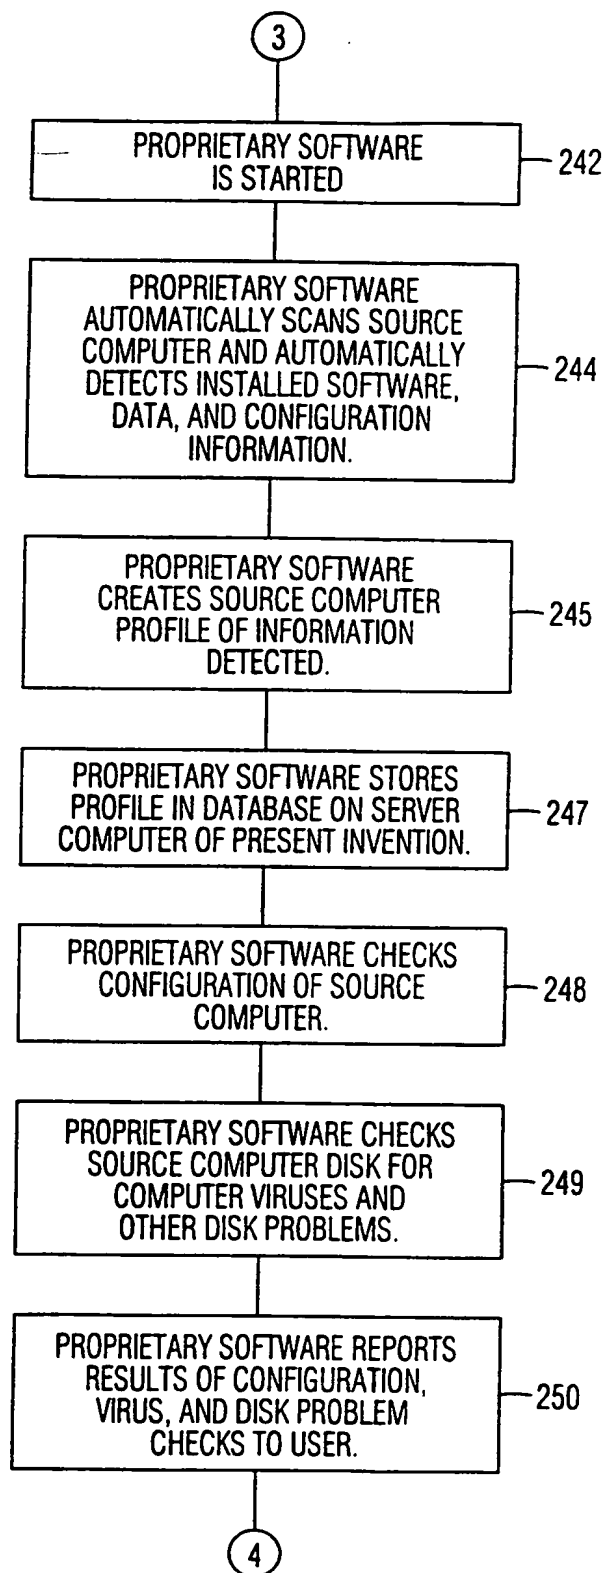 3
PROPRIETARY SOFTWARE
IS STARTED
242
PROPRIETARY SOFTWARE
AUTOMATICALLY SCANS SOURCE
COMPUTER AND AUTOMATICALLY
DETECTS INSTALLED SOFTWARE,
DATA, AND CONFIGURATION
INFORMATION.
244
PROPRIETARY SOFTWARE
CREATES SOURCE COMPUTER
PROFILE OF INFORMATION
DETECTED.
245
PROPRIETARY SOFTWARE STORES
PROFILE IN DATABASE ON SERVER
COMPUTER OF PRESENT INVENTION.
247
PROPRIETARY SOFTWARE CHECKS
CONFIGURATION OF SOURCE
COMPUTER.
248
PROPRIETARY SOFTWARE CHECKS
SOURCE COMPUTER DISK FOR
COMPUTER VIRUSES AND
OTHER DISK PROBLEMS.
249
PROPRIETARY SOFTWARE REPORTS
RESULTS OF CONFIGURATION,
VIRUS, AND DISK PROBLEM
CHECKS TO USER.
250
4